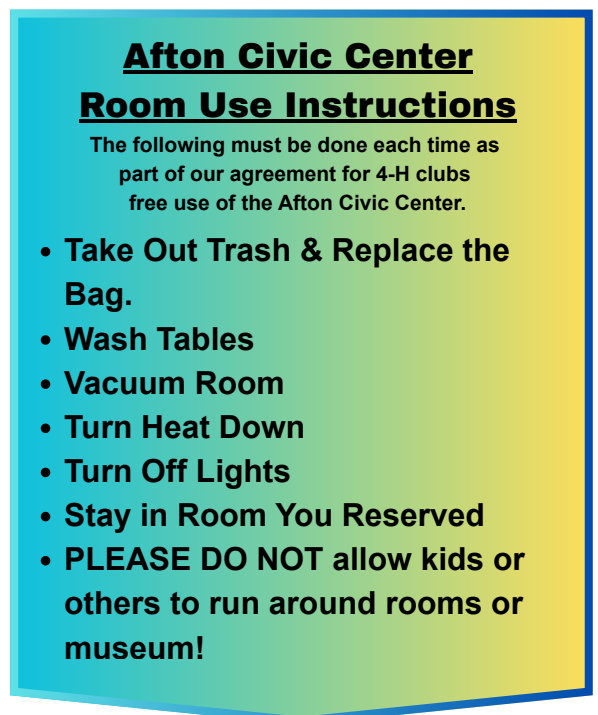 Afton Civic Center
Room Use Instructions
The following must be done each time as
part of our agreement for 4-H clubs
free use of the Afton Civic Center.
• Take Out Trash & Replace the
Bag.
• Wash Tables
• Vacuum Room
• Turn Heat Down
• Turn Off Lights
• Stay in Room You Reserved
• PLEASE DO NOT allow kids or
others to run around rooms or
museum!